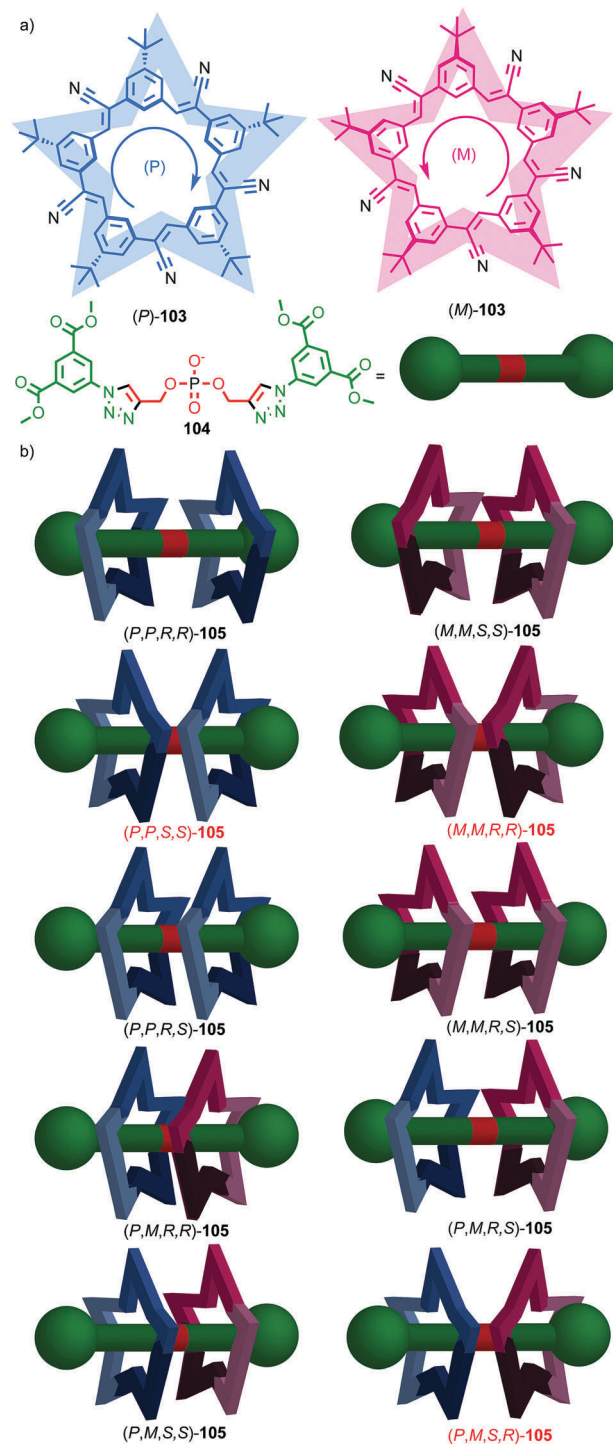 a)
N
N
N
N
N
(P)
(P)-103
N
N
N
N
N
(M)
(M)-103
O
O
O
O
N
N
N
O
O-
P
O
O
N
N
N
O
O
O
O
104
=
b)
(P,P,R,R)-105
(M,M,S,S)-105
(P,P,S,S)-105
(M,M,R,R)-105
(P,P,R,S)-105
(M,M,R,S)-105
(P,M,R,R)-105
(P,M,R,S)-105
(P,M,S,S)-105
(P,M,S,R)-105